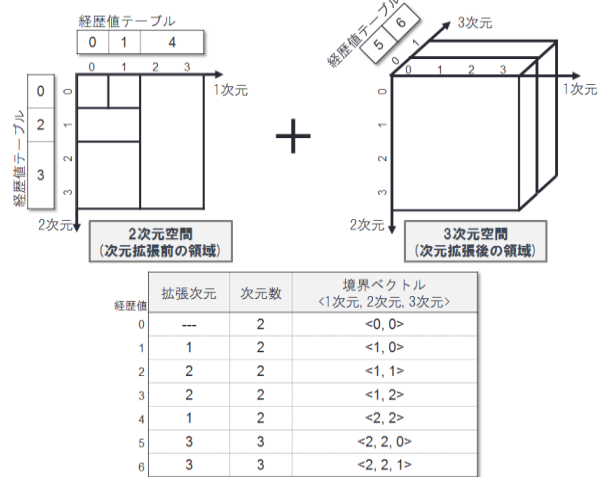 経歴値テーブル
0 1 4
0 1 2 3
1次元
経歴値テーブル
0
2
3
0
1
2
3
2次元
2次元空間
(次元拡張前の領域)
+
経歴値テーブル
5 6
3次元
0 1
0 1 2 3
1次元
0
1
2
3
2次元
3次元空間
(次元拡張後の領域)
経歴値 拡張次元 次元数 境界ベクトル
<1次元, 2次元, 3次元>
0 --- 2 <0, 0>
1 1 2 <1, 0>
2 2 2 <1, 1>
3 2 2 <1, 2>
4 1 2 <2, 2>
5 3 3 <2, 2, 0>
6 3 3 <2, 2, 1>